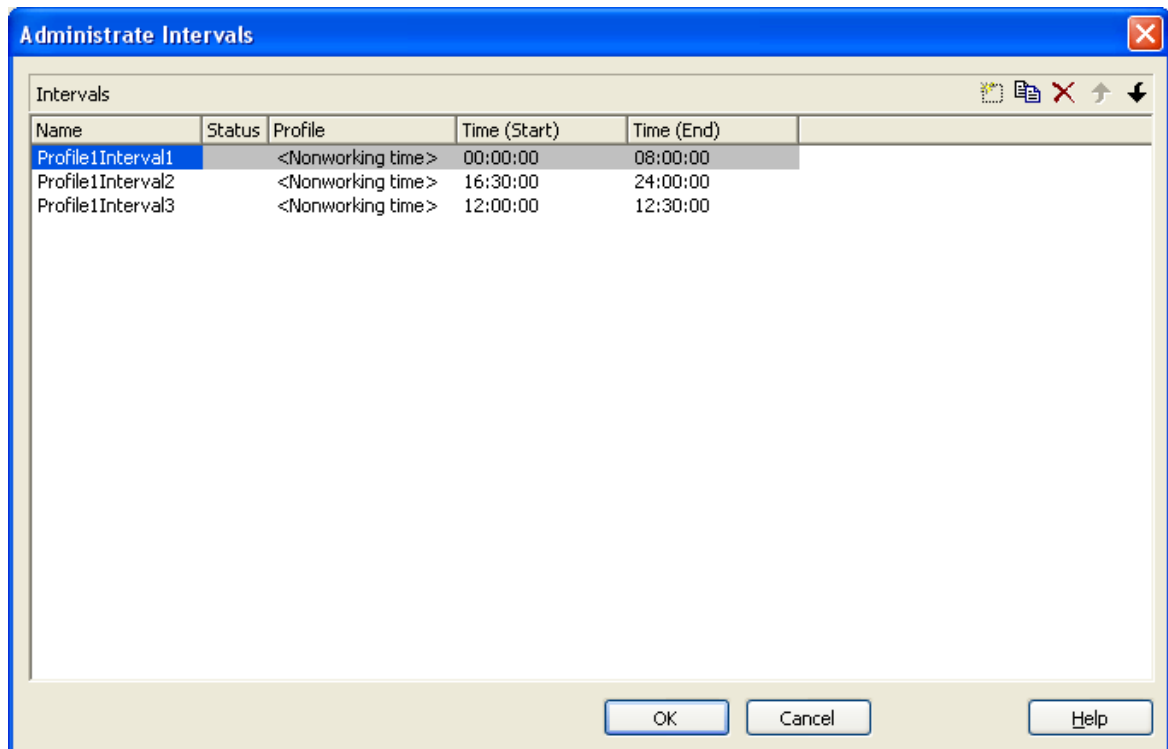 Administrate Intervals
Intervals
Name Status Profile Time (Start) Time (End)
Profile1Interval1 <Nonworking time> 00:00:00 08:00:00
Profile1Interval2 <Nonworking time> 16:30:00 24:00:00
Profile1Interval3 <Nonworking time> 12:00:00 12:30:00
OK Cancel Help